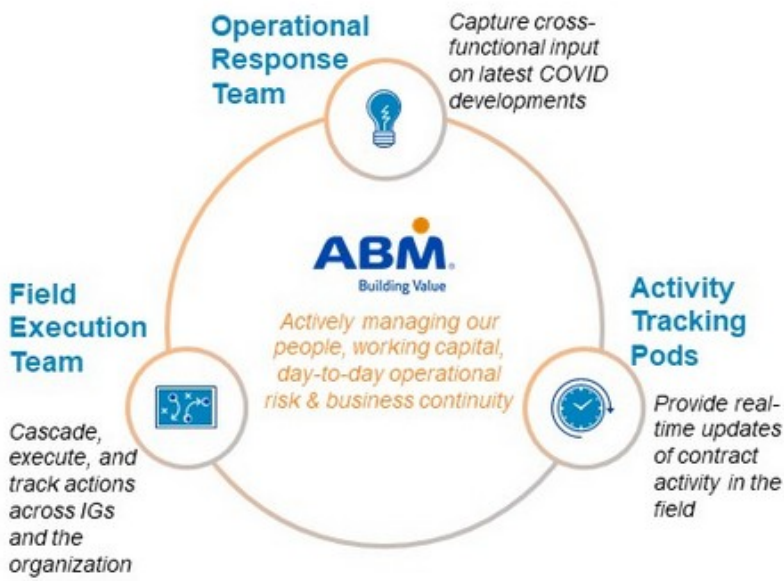 Operational
Response
Team
Capture cross-
functional input
on latest COVID
developments
ABM
Building Value
Actively managing our
people, working capital,
day-to-day operational
risk & business continuity
Field
Execution
Team
Cascade,
execute, and
track actions
across IGs
and the
organization
Activity
Tracking
Pods
Provide real-
time updates
of contract
activity in the
field